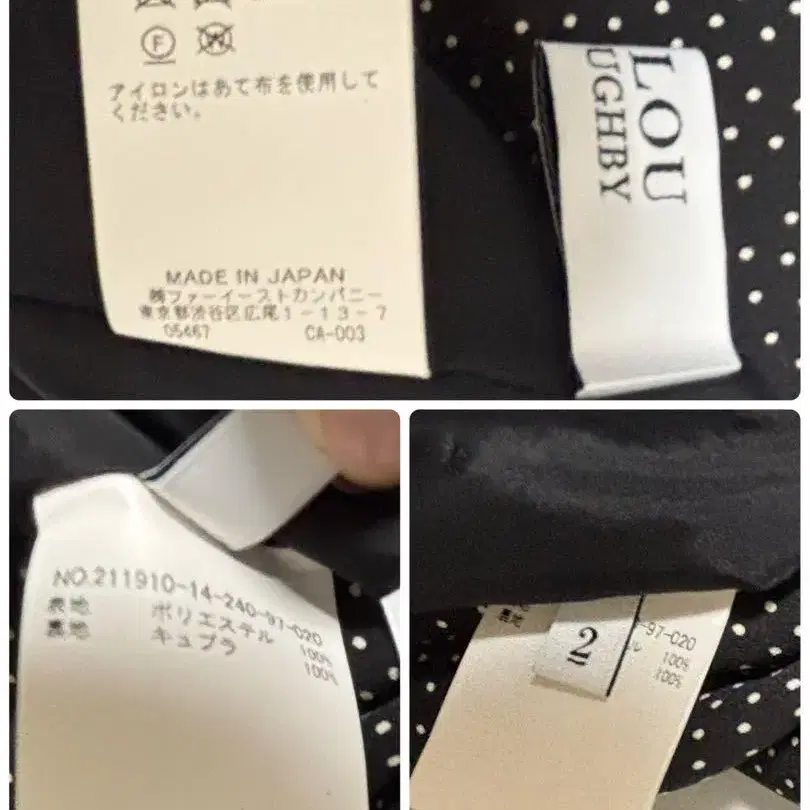 F
W
アイロンはあて布を使用して
ください。
MADE IN JAPAN
㈱ファーイーストカンパニー
東京都渋谷区広尾1-13-7
05467 CA-003
LOU
UGHBY
NO.211910-14-240-97-020
表地 ポリエステル 100%
裏地 キュプラ 100%
2
-97-020
ル 100%
100%